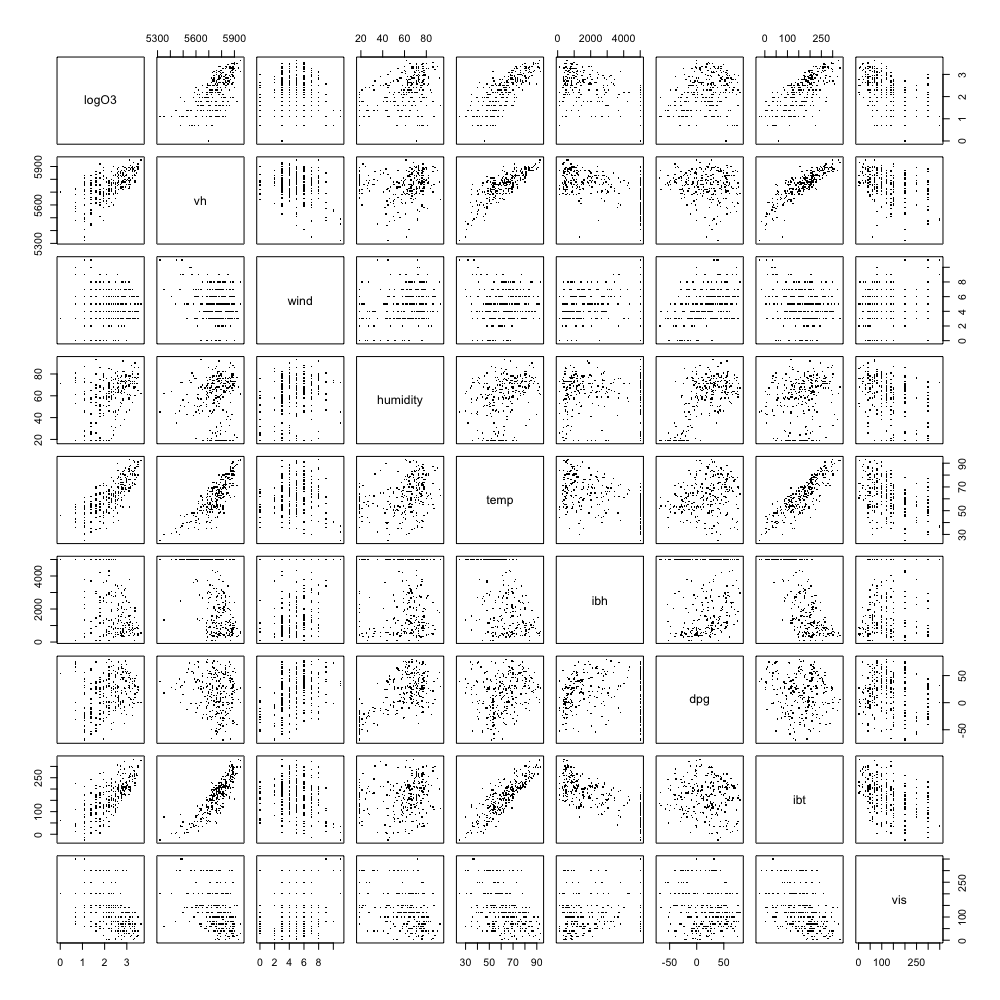 5300 5600 5900 20 40 60 80 0 2000 4000 0 100 250
logO3 0 1 2 3
5300 5600 5900 vh
wind 0 2 4 6 8
20 40 60 80 humidity
temp 30 50 70 90
0 2000 4000 ibh
dpg -50 0 50
0 100 250 ibt
vis 0 100 250
0 1 2 3 0 2 4 6 8 30 50 70 90 -50 0 50 0 100 250